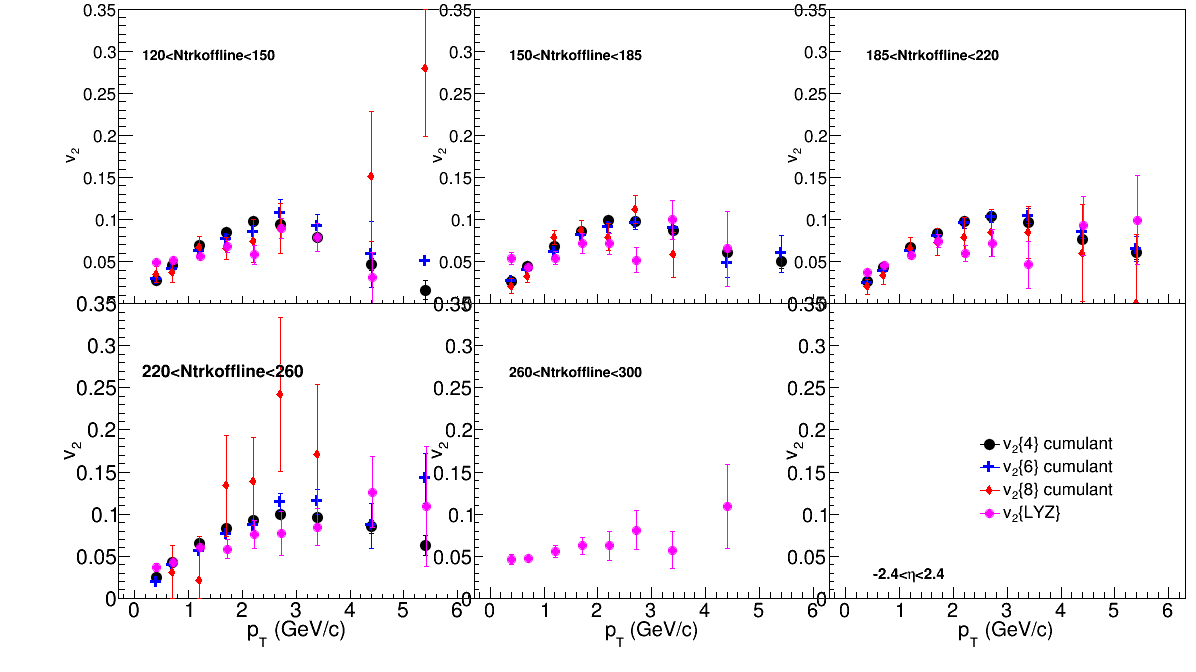 120<Ntrkoffline<150
150<Ntrkoffline<185
185<Ntrkoffline<220
0.35 0.3 0.25 0.2 0.15 0.1 0.05
v2
0.35 0.3 0.25 0.2 0.15 0.1 0.05
v2
0.35 0.3 0.25 0.2 0.15 0.1 0.05
v2
220<Ntrkoffline<260
260<Ntrkoffline<300
0.35 0.3 0.25 0.2 0.15 0.1 0.05 0
v2
0.35 0.3 0.25 0.2 0.15 0.1 0.05 0
v2
0.35 0.3 0.25 0.2 0.15 0.1 0.05 0
v2
v2{4} cumulant
v2{6} cumulant
v2{8} cumulant
v2{LYZ}
-2.4<η<2.4
0 1 2 3 4 5 6
0 1 2 3 4 5 6
0 1 2 3 4 5 6
pT (GeV/c)
pT (GeV/c)
pT (GeV/c)